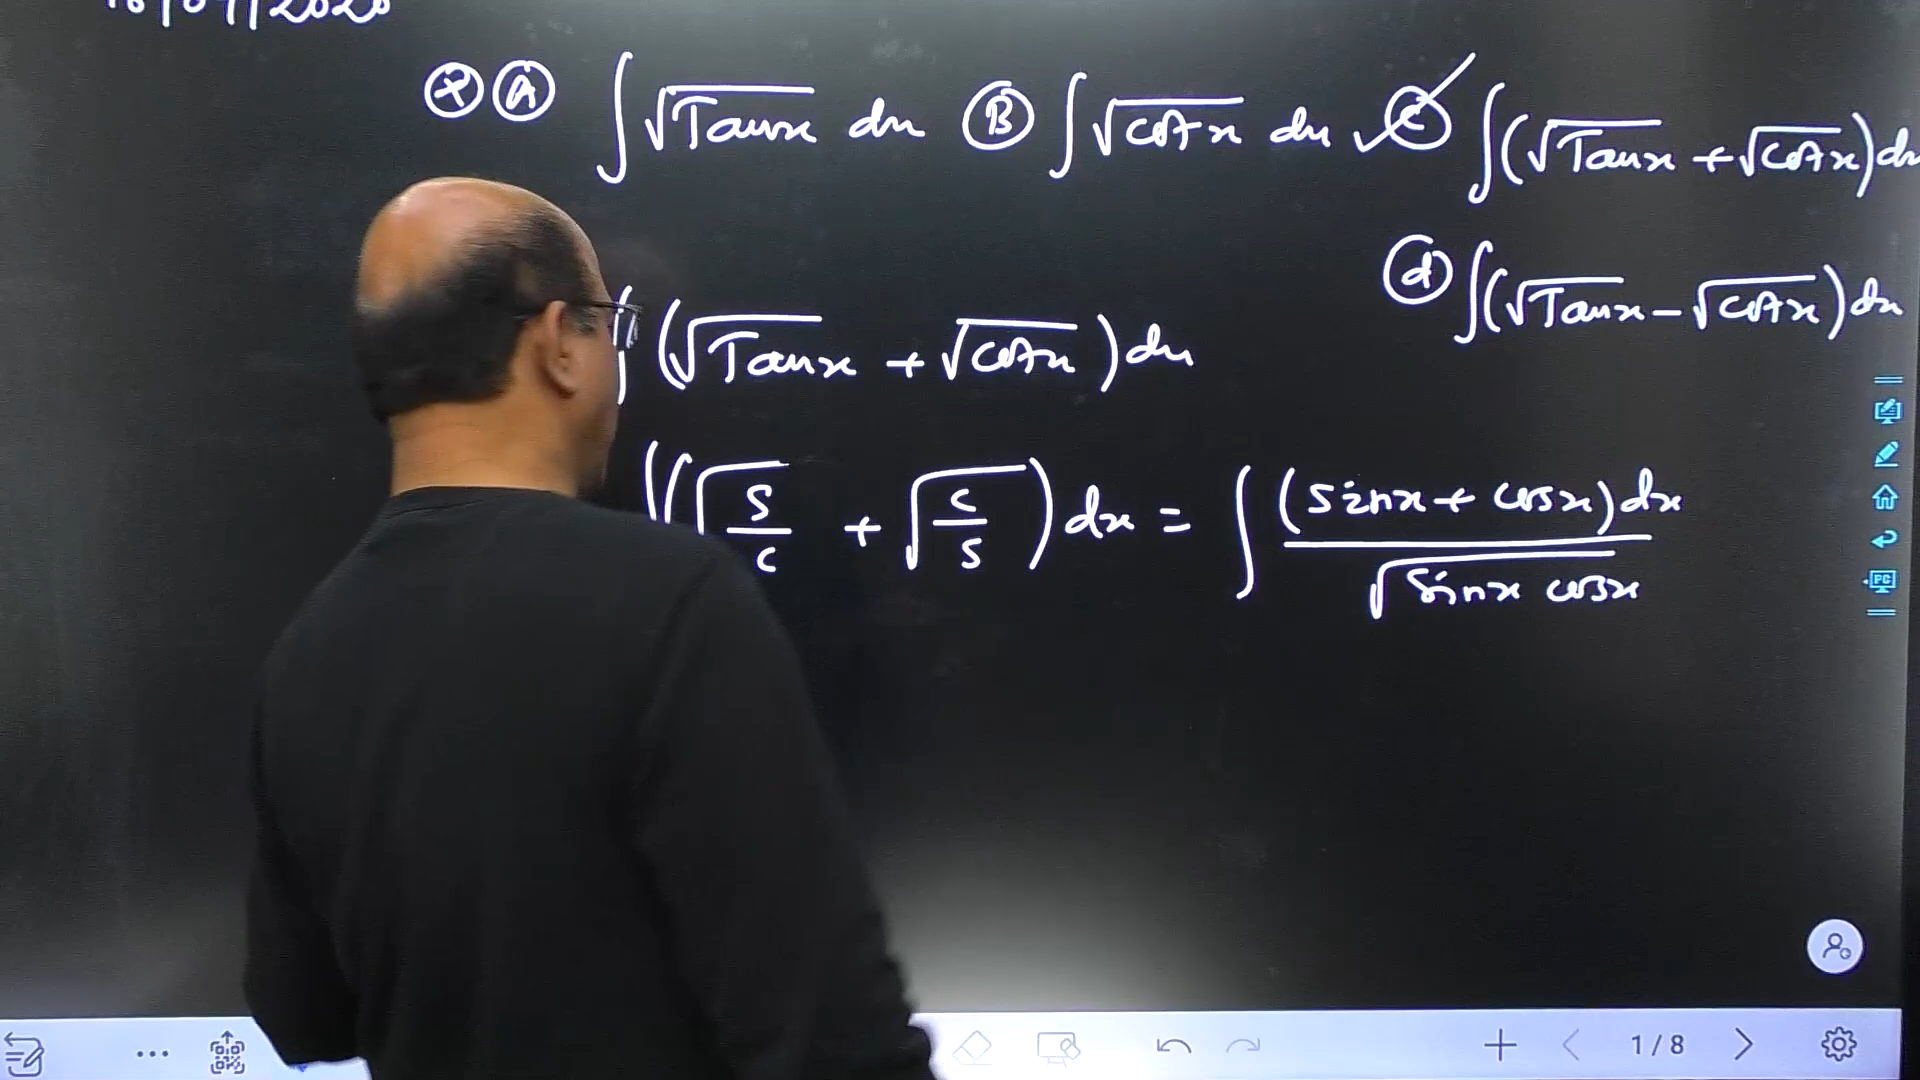 Ⓐ ∫√Tanx dx Ⓑ ∫√cotx dx ✓Ⓒ ∫(√Tanx + √cotx)dx
ⓓ ∫(√Tanx − √cotx)dx
∫(√Tanx + √cotx)dx
∫(√(s/c) + √(c/s))dx = ∫ (sinx + cosx)dx / √(sinx cosx)
PC
1/8